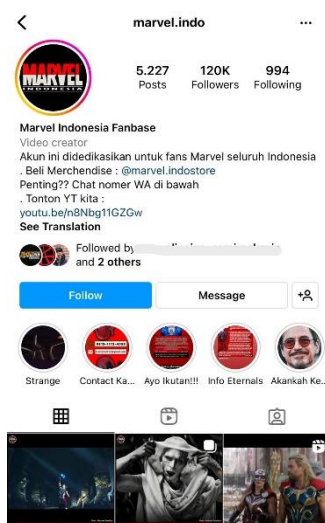 marvel.indo
MARVEL
INDONESIA
5.227 120K 994
Posts Followers Following
Marvel Indonesia Fanbase
Video creator
Akun ini didedikasikan untuk fans Marvel seluruh Indonesia
. Beli Merchendise : @marvel.indostore
Penting?? Chat nomer WA di bawah
. Tonton YT kita :
youtu.be/n8Nbg11GZGw
See Translation
Followed by
and 2 others
Follow Message
Strange Contact Ka... Ayo Ikutan!!! Info Eternals Akankah Ke..